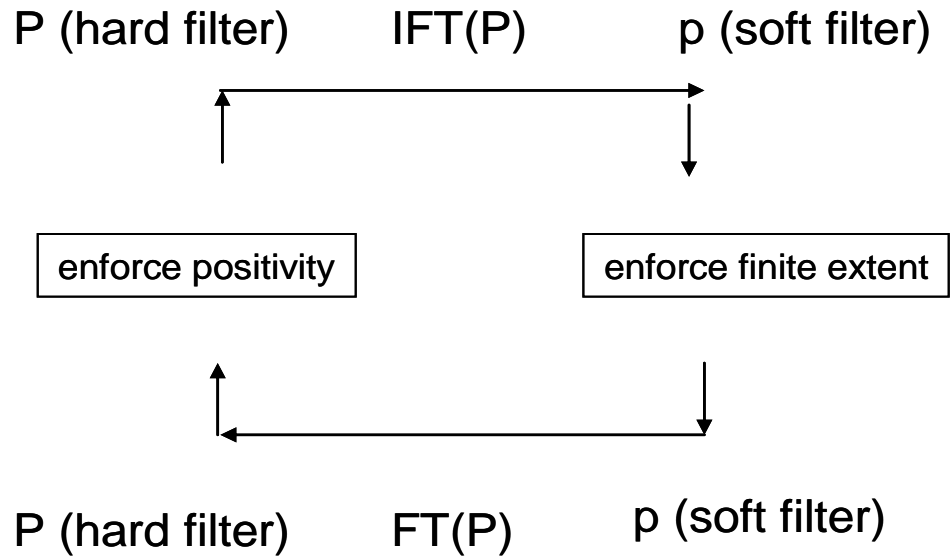 P (hard filter) IFT(P) p (soft filter)
enforce positivity enforce finite extent
P (hard filter) FT(P) p (soft filter)